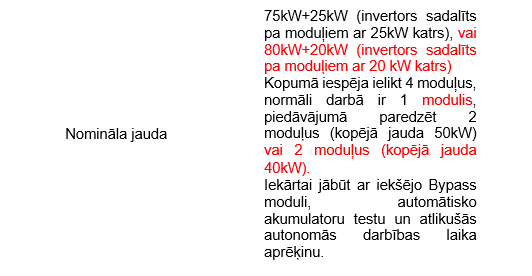 75kW+25kW (invertors sadalīts
pa moduļiem ar 25kW katrs), vai
80kW+20kW (invertors sadalīts
pa moduļiem ar 20 kW katrs)
Kopumā iespēja ielikt 4 moduļus,
normāli darbā ir 1 modulis,
piedāvājumā paredzēt 2
moduļus (kopējā jauda 50kW)
vai 2 moduļus (kopējā jauda
40kW).
Iekārtai jābūt ar iekšējo Bypass
moduli, automātisko
akumulatoru testu un atlikušās
autonomās darbības laika
aprēķinu.
Nomināla jauda